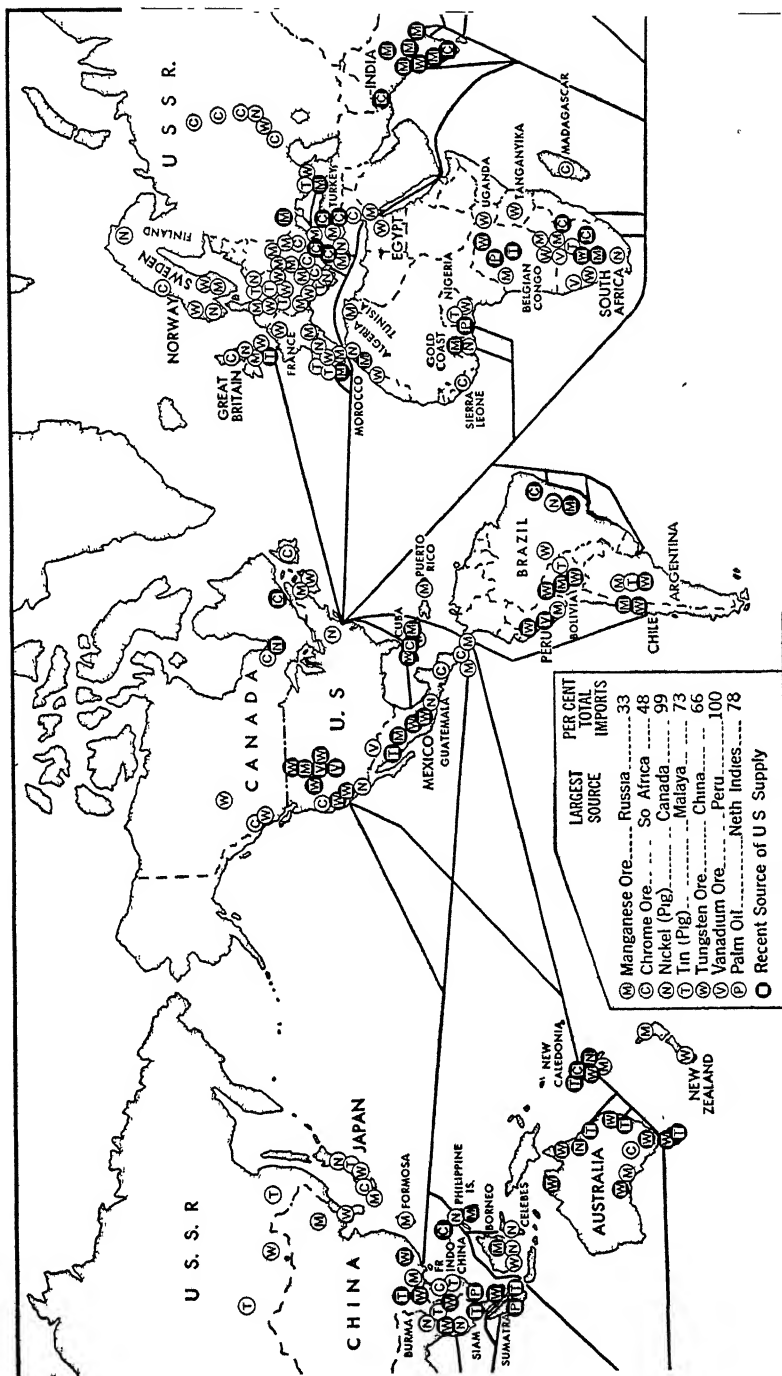 U. S. S. R
CHINA
JAPAN
FORMOSA
BURMA
FR
INDO
CHINA
SIAM
SUMATRA
PHILIPPINE
IS.
BORNEO
CELEBES
AUSTRALIA
NEW
CALEDONIA
NEW
ZEALAND
CANADA
U. S
MEXICO
GUATEMALA
CUBA
PUERTO
RICO
BRAZIL
PERU
BOLIVIA
CHILE
ARGENTINA
NORWAY
SWEDEN
FINLAND
U S S R.
GREAT
BRITAIN
FRANCE
TURKEY
INDIA
MOROCCO
ALGERIA
TUNISIA
EGYPT
SIERRA
LEONE
GOLD
COAST
NIGERIA
UGANDA
TANGANYIKA
BELGIAN
CONGO
SOUTH
AFRICA
MADAGASCAR
LARGEST SOURCE PER CENT TOTAL IMPORTS
M Manganese Ore Russia 33
C Chrome Ore So Africa 48
N Nickel (Pig) Canada 99
T Tin (Pig) Malaya 73
W Tungsten Ore China 66
V Vanadium Ore Peru 100
P Palm Oil Neth Indies 78
Recent Source of U S Supply